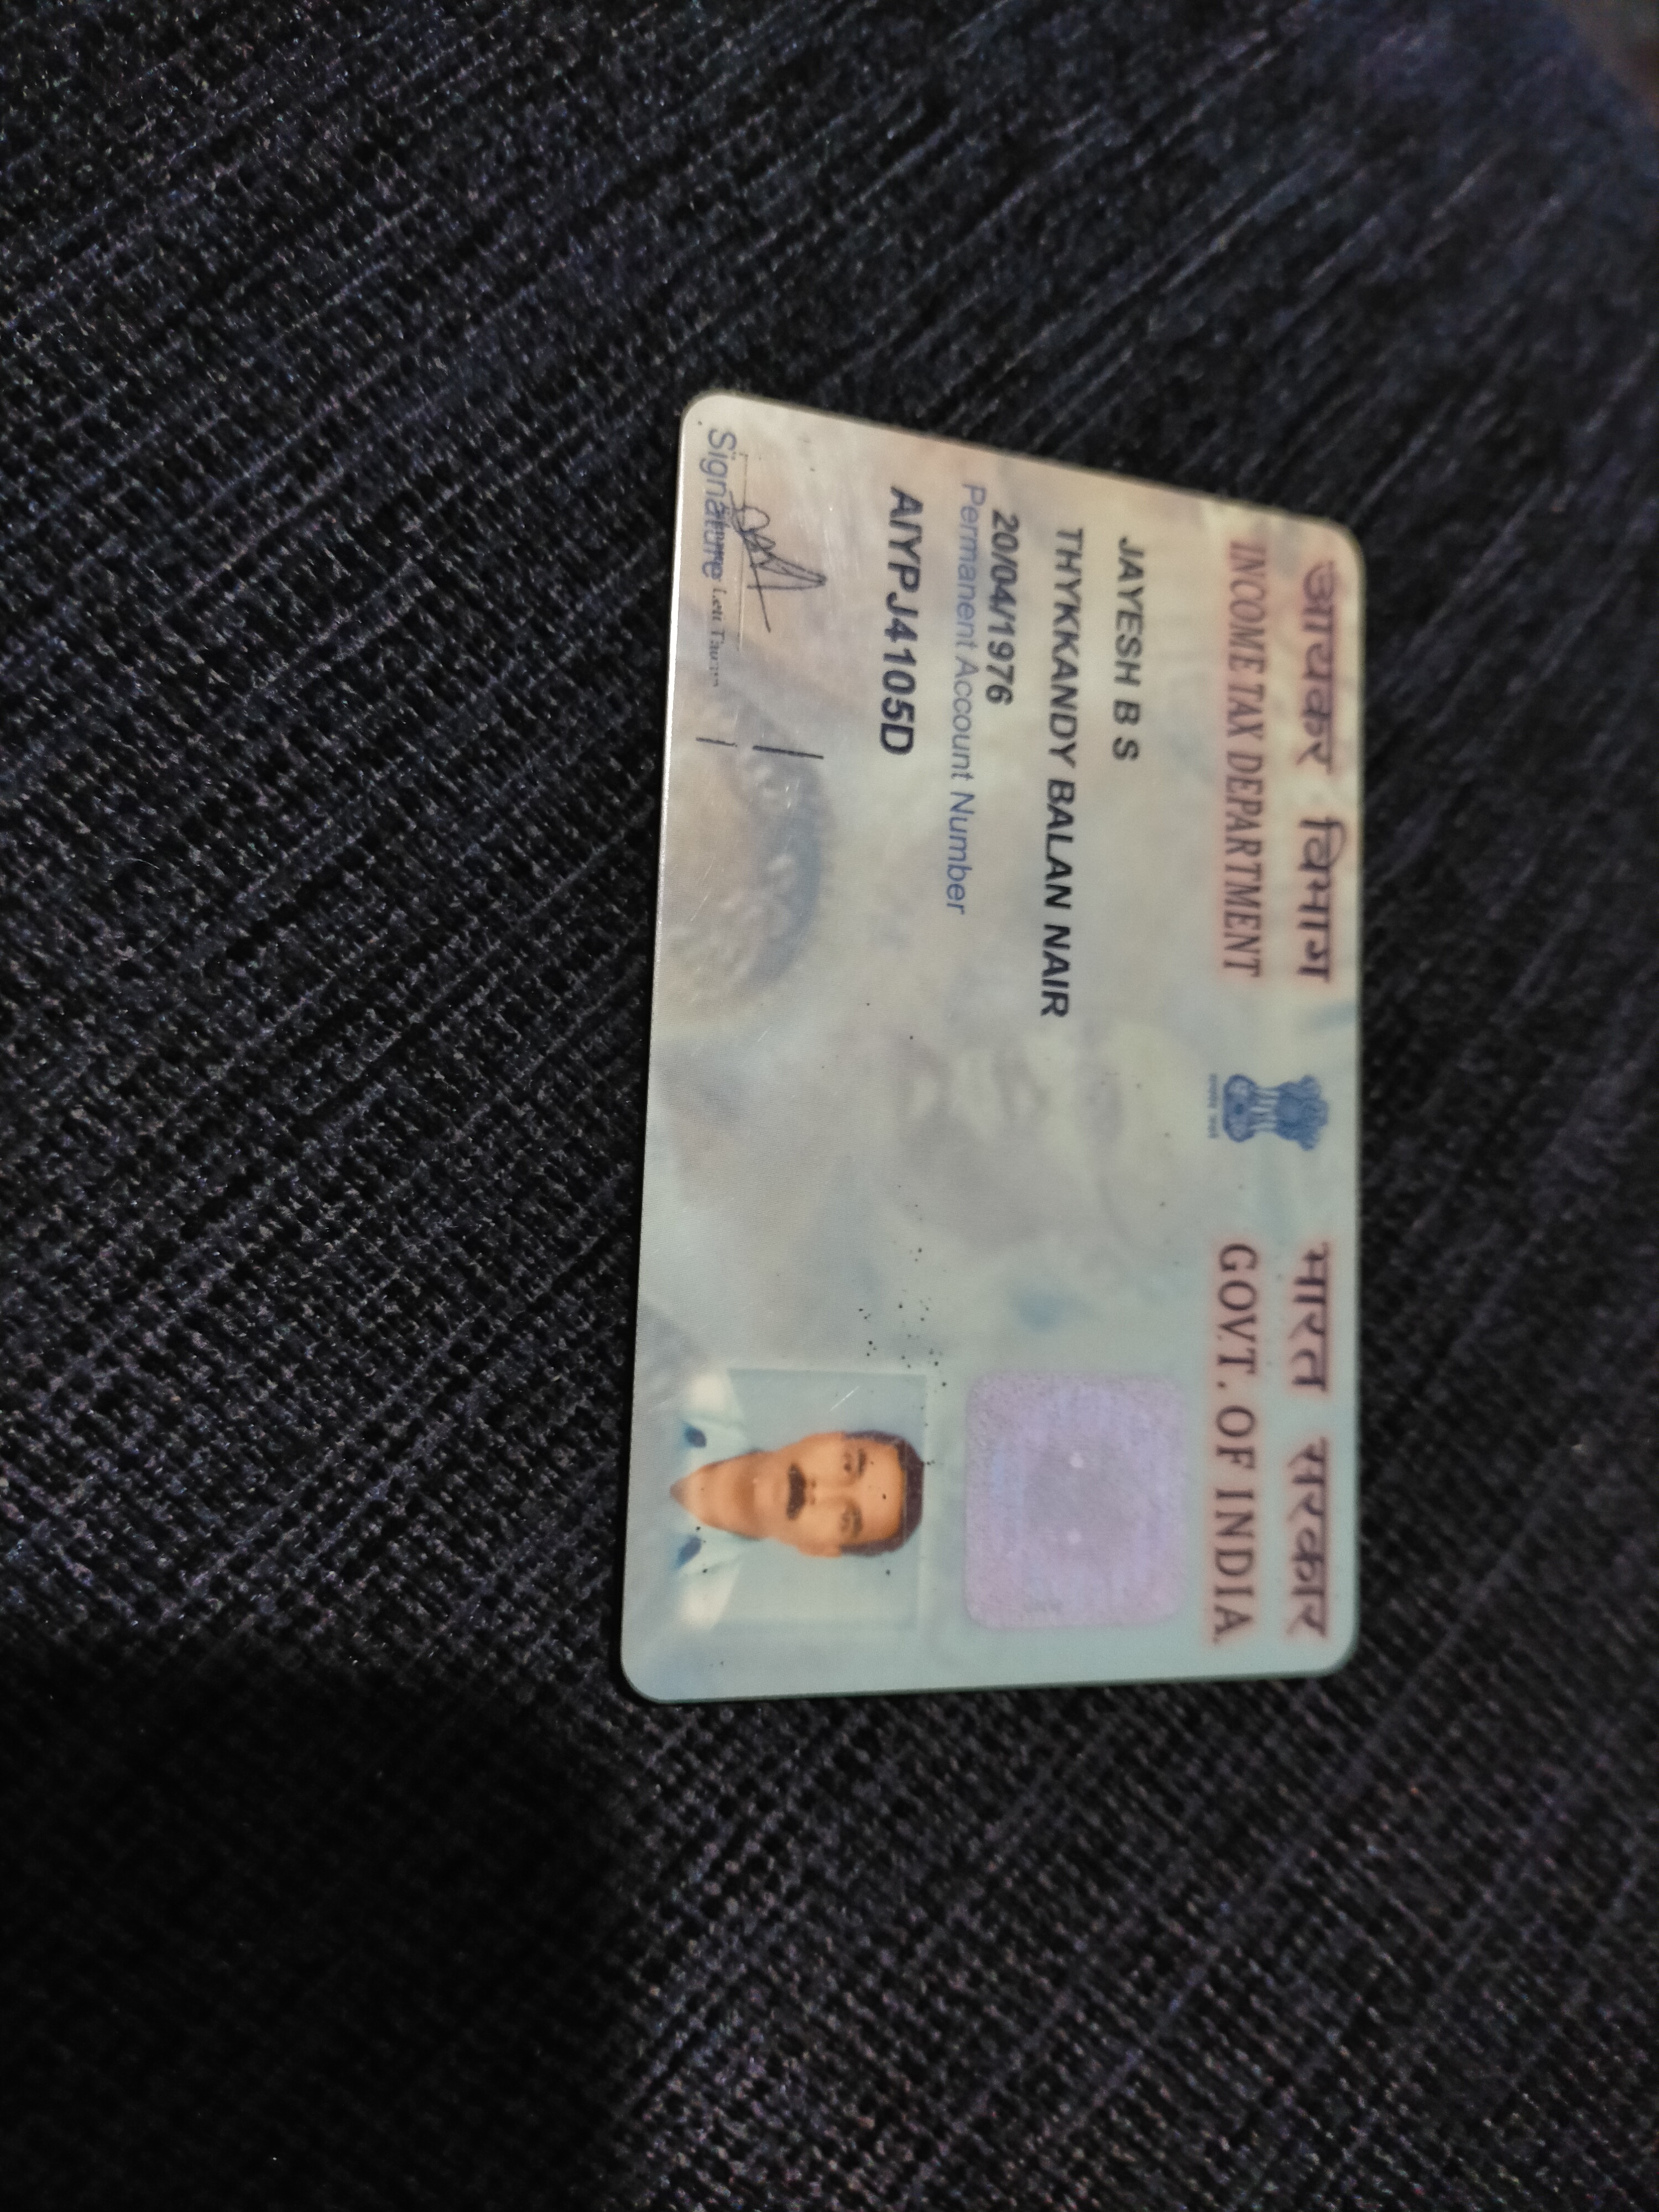 आयकर विभाग
INCOME TAX DEPARTMENT
भारत सरकार
GOVT. OF INDIA
JAYESH B S
THYKKANDY BALAN NAIR
20/04/1976
Permanent Account Number
AIYPJ4105D
Signature